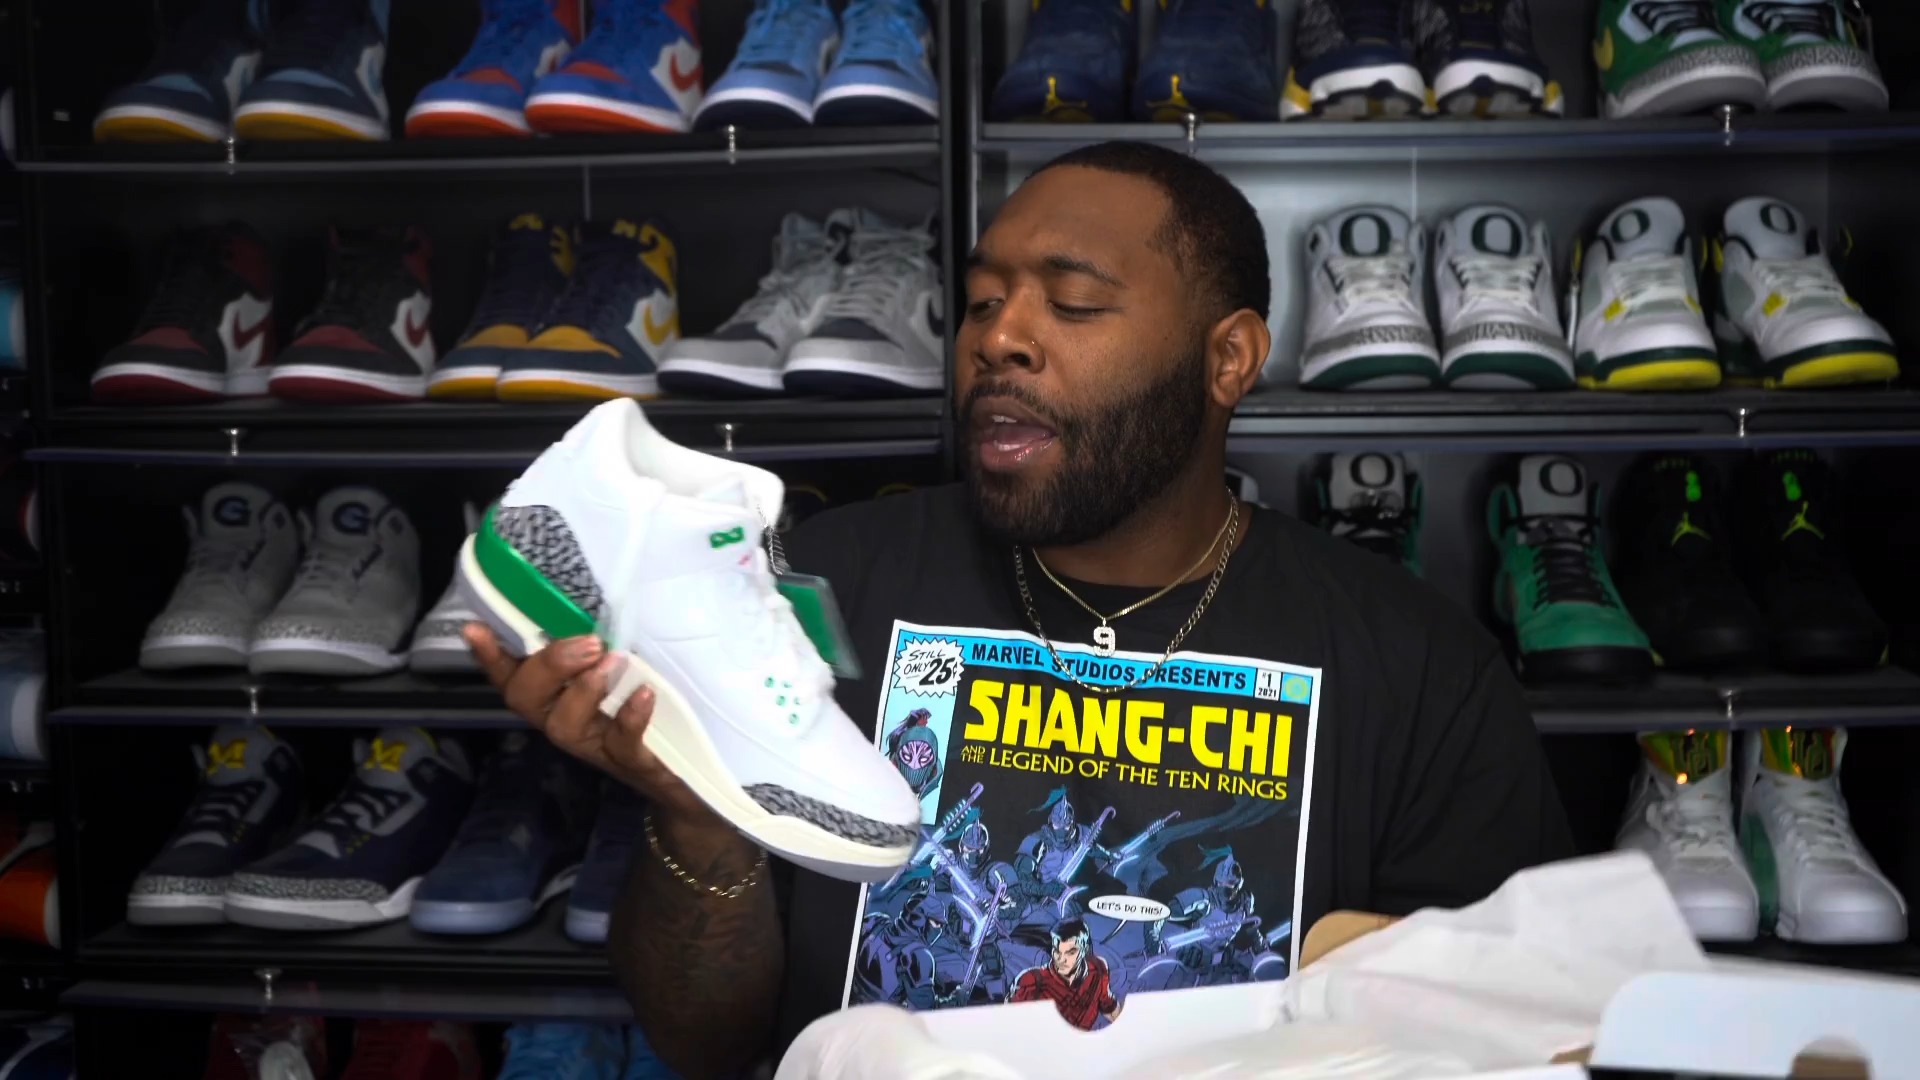 O
O
O
O
G
G
O
O
9
STILL
ONLY 25¢
MARVEL STUDIOS PRESENTS
#1
2021
SHANG-CHI
AND THE LEGEND OF THE TEN RINGS
LET'S DO THIS!
M
M